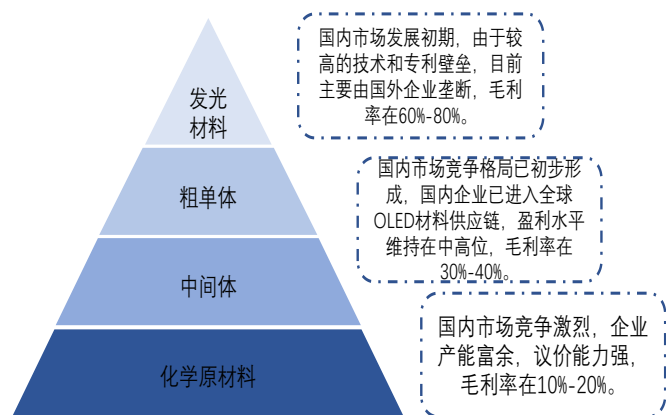 发光
材料
国内市场发展初期，由于较
高的技术和专利壁垒，目前
主要由国外企业垄断，毛利
率在60%-80%。
粗单体
国内市场竞争格局已初步形
成，国内企业已进入全球
OLED材料供应链，盈利水平
维持在中高位，毛利率在
30%-40%。
中间体
国内市场竞争激烈，企业
产能富余，议价能力强，
毛利率在10%-20%。
化学原材料